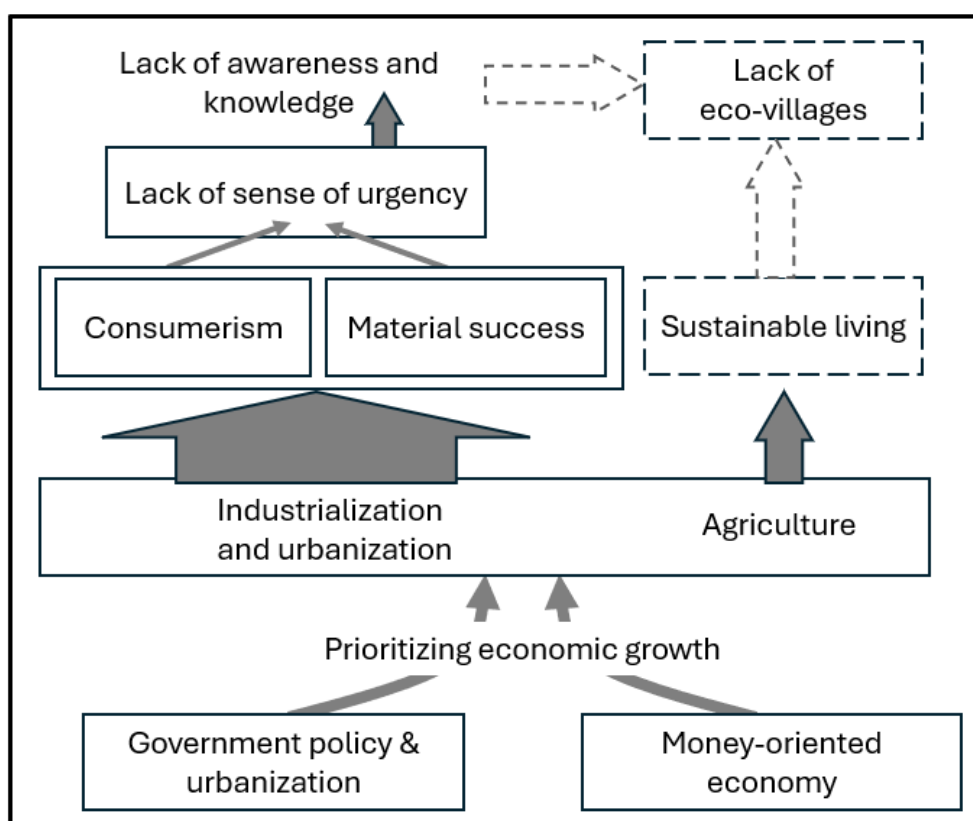 Lack of awareness and
knowledge
Lack of
eco-villages
Lack of sense of urgency
Consumerism
Material success
Sustainable living
Industrialization
and urbanization
Agriculture
Prioritizing economic growth
Government policy &
urbanization
Money-oriented
economy